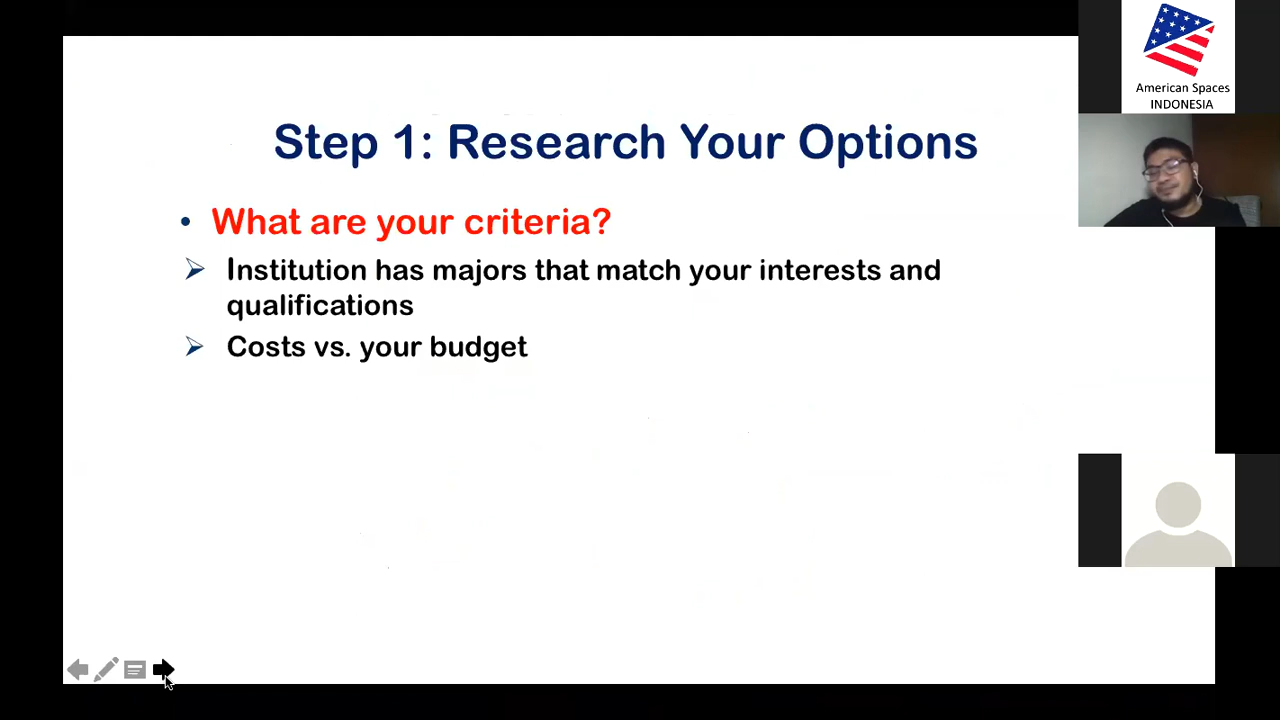 American Spaces
INDONESIA
Step 1: Research Your Options
• What are your criteria?
➢ Institution has majors that match your interests and
qualifications
➢ Costs vs. your budget